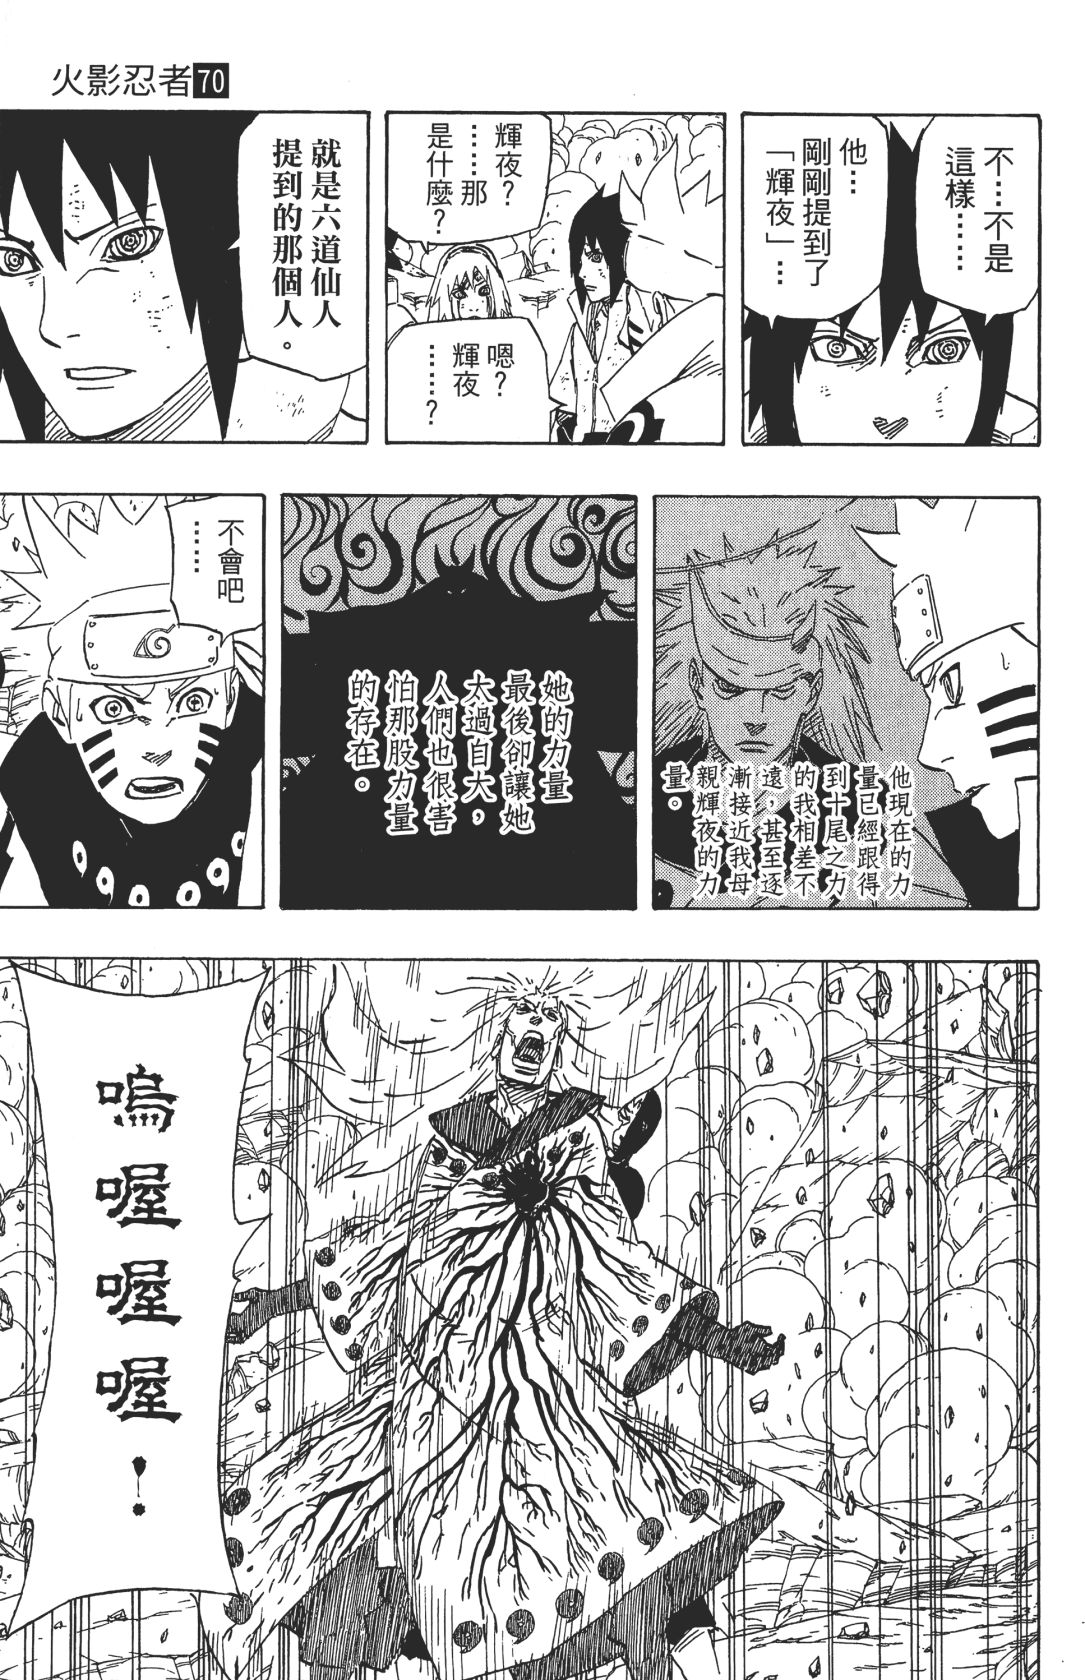 火影忍者70
不…不是
這樣……
他…
剛剛提到了
「輝夜」…
輝夜？
……那
是什麼？
嗯？
輝夜
……？
就是六道仙人
提到的那個人。
他現在的力
量已經跟得
到十尾之力
的我相差不
遠，甚至逐
漸接近我母
親輝夜的力
量。
她的力量
最後卻讓她
太過自大，
人們也很害
怕那股力量
的存在。
不會吧
……
嗚喔喔喔！